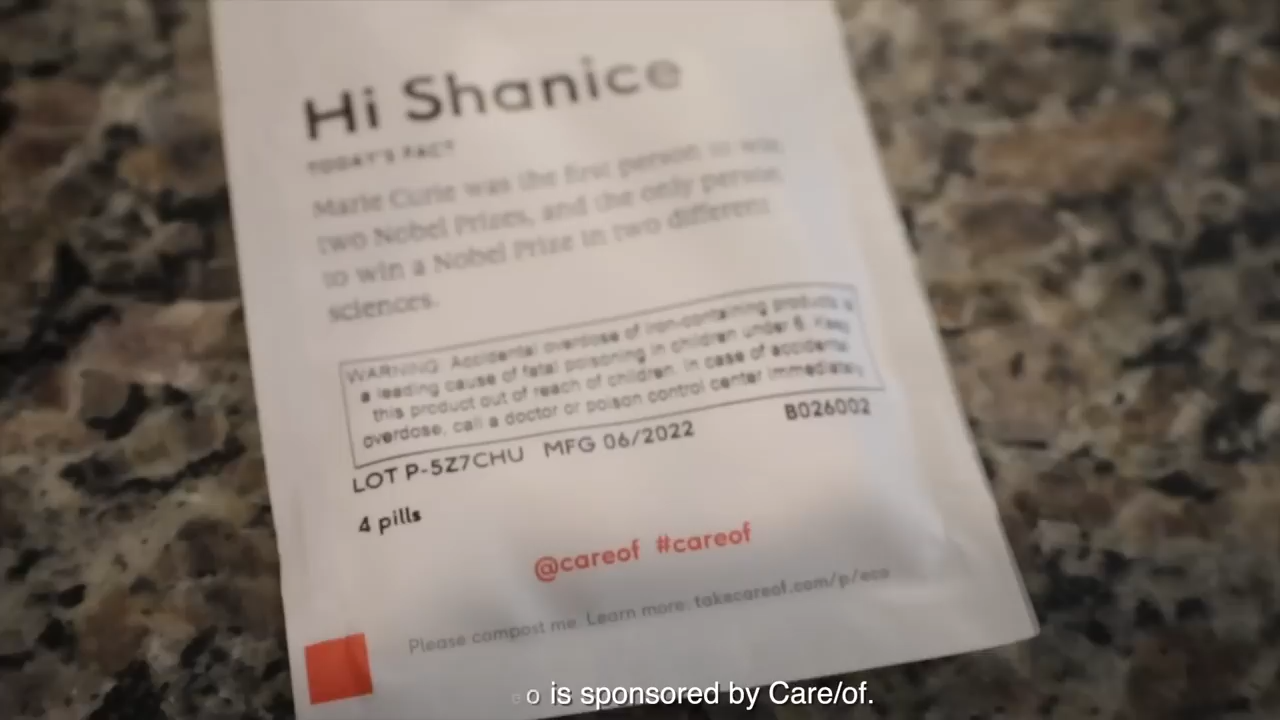 Hi Shanice
TODAY'S FACT
Marie Curie was the first person to win
two Nobel Prizes, and the only person
to win a Nobel Prize in two different
sciences.
WARNING: Accidental overdose of iron-containing products is
a leading cause of fatal poisoning in children under 6. Keep
this product out of reach of children. In case of accidental
overdose, call a doctor or poison control center immediately.
LOT P-5Z7CHU MFG 06/2022 B026002
4 pills
@careof #careof
Please compost me. Learn more: takecareof.com/p/eco
o is sponsored by Care/of.